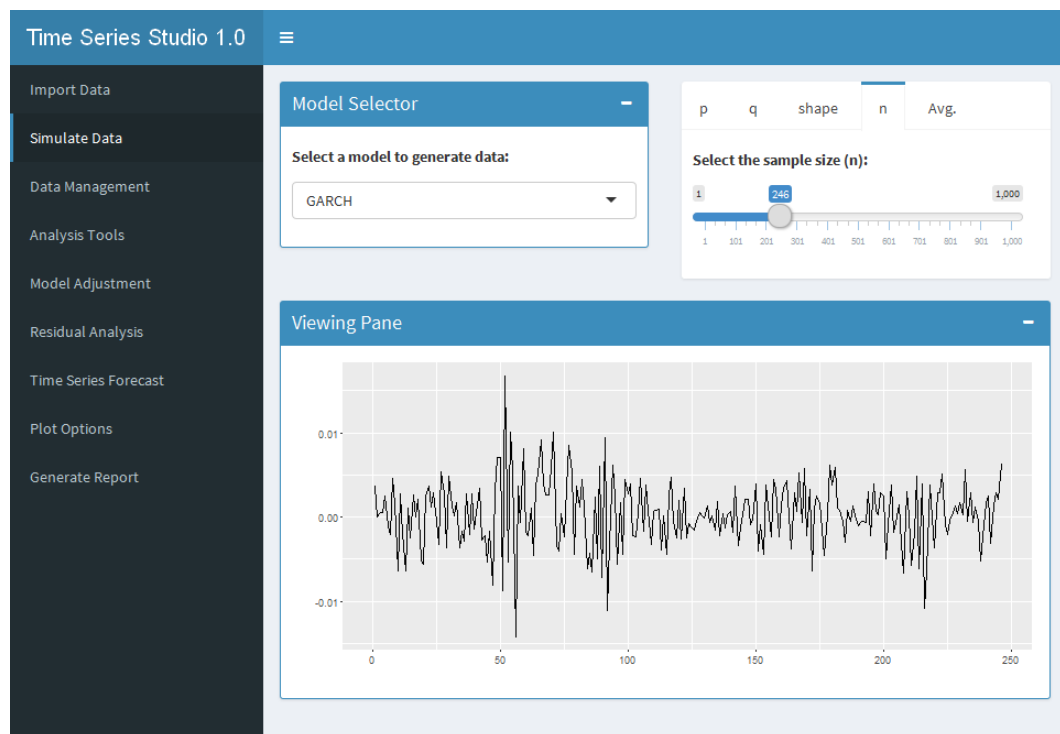 Time Series Studio 1.0
Import Data
Simulate Data
Data Management
Analysis Tools
Model Adjustment
Residual Analysis
Time Series Forecast
Plot Options
Generate Report
Model Selector
Select a model to generate data:
GARCH
p q shape n Avg.
Select the sample size (n):
1 246 1,000
1 101 201 301 401 501 601 701 801 901 1,000
Viewing Pane
0.01
0.00
-0.01
0 50 100 150 200 250